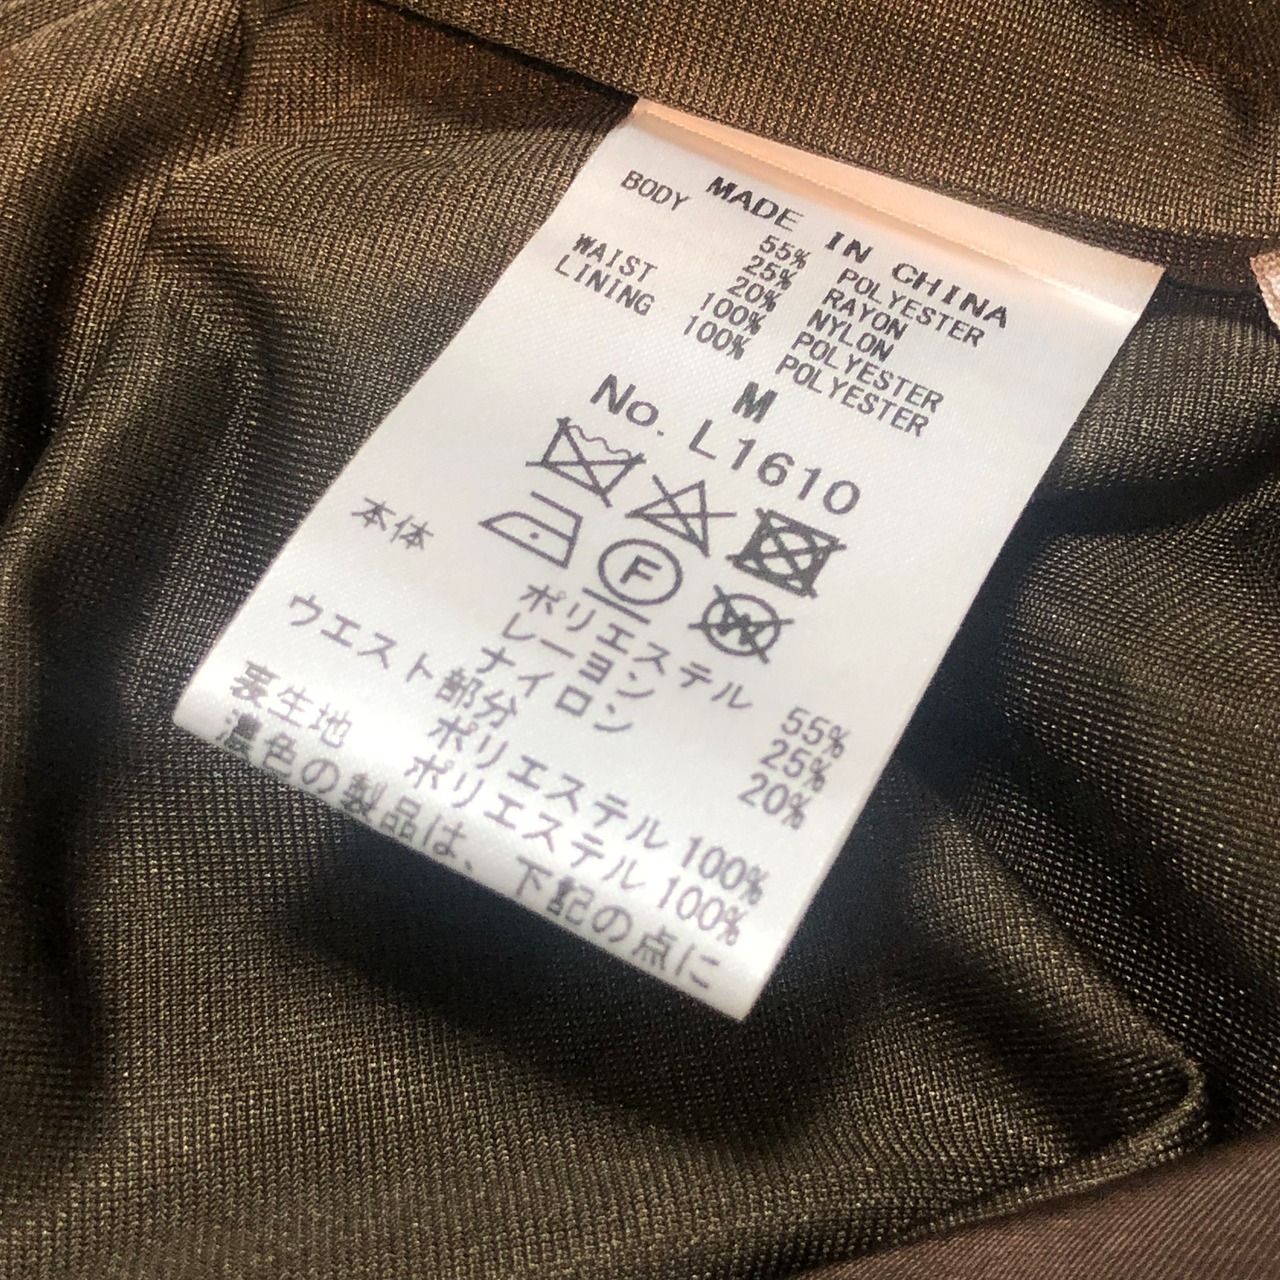 MADE IN CHINA
BODY 55% POLYESTER
25% RAYON
20% NYLON
WAIST 100% POLYESTER
LINING 100% POLYESTER
M
No. L1610
F
W
本体 ポリエステル 55%
レーヨン 25%
ナイロン 20%
ウエスト部分 ポリエステル 100%
裏生地 ポリエステル 100%
濃色の製品は、下記の点に